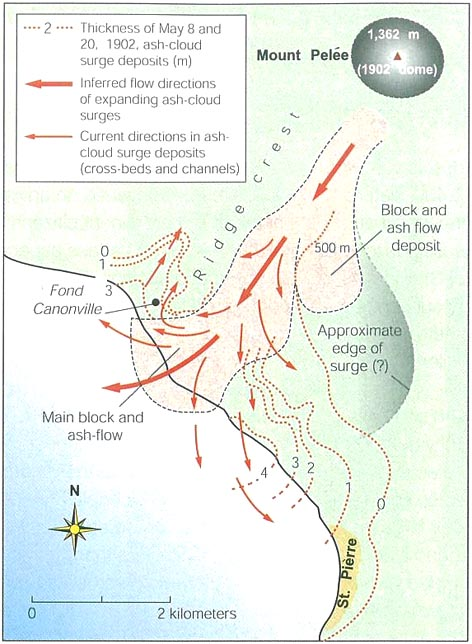 2 Thickness of May 8 and
20, 1902, ash-cloud
surge deposits (m)
Inferred flow directions
of expanding ash-cloud
surges
Current directions in ash-
cloud surge deposits
(cross-beds and channels)
1,362 m
Mount Pelée
(1902 dome)
Ridge crest
Block and
ash flow
deposit
500 m
0
1
3
Fond
Canonville
Approximate
edge of
surge (?)
Main block and
ash-flow
4
3
2
1
0
N
St. Pièrre
0 2 kilometers